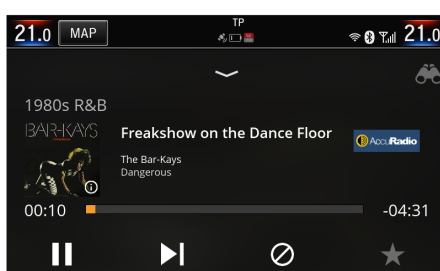 TP
21.0 MAP 21.0
1980s R&B
BAR-KAYS
Freakshow on the Dance Floor
AccuRadio
The Bar-Kays
Dangerous
00:10 -04:31